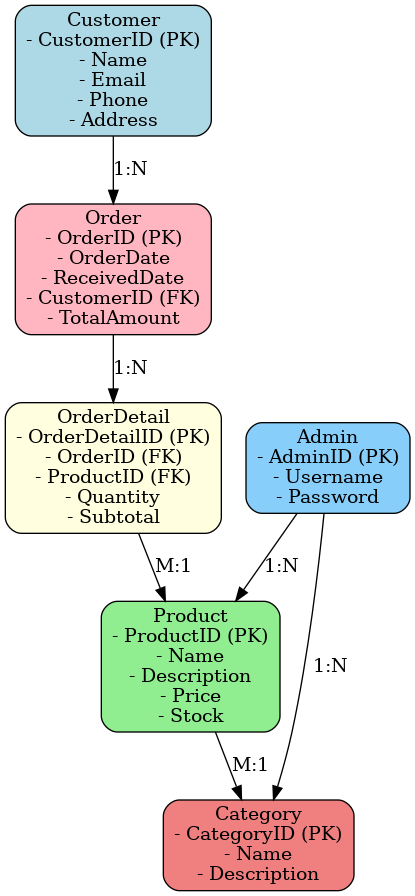 Customer
- CustomerID (PK)
- Name
- Email
- Phone
- Address
1:N
Order
- OrderID (PK)
- OrderDate
- ReceivedDate
- CustomerID (FK)
- TotalAmount
1:N
OrderDetail
- OrderDetailID (PK)
- OrderID (FK)
- ProductID (FK)
- Quantity
- Subtotal
Admin
- AdminID (PK)
- Username
- Password
M:1
1:N
Product
- ProductID (PK)
- Name
- Description
- Price
- Stock
1:N
M:1
Category
- CategoryID (PK)
- Name
- Description